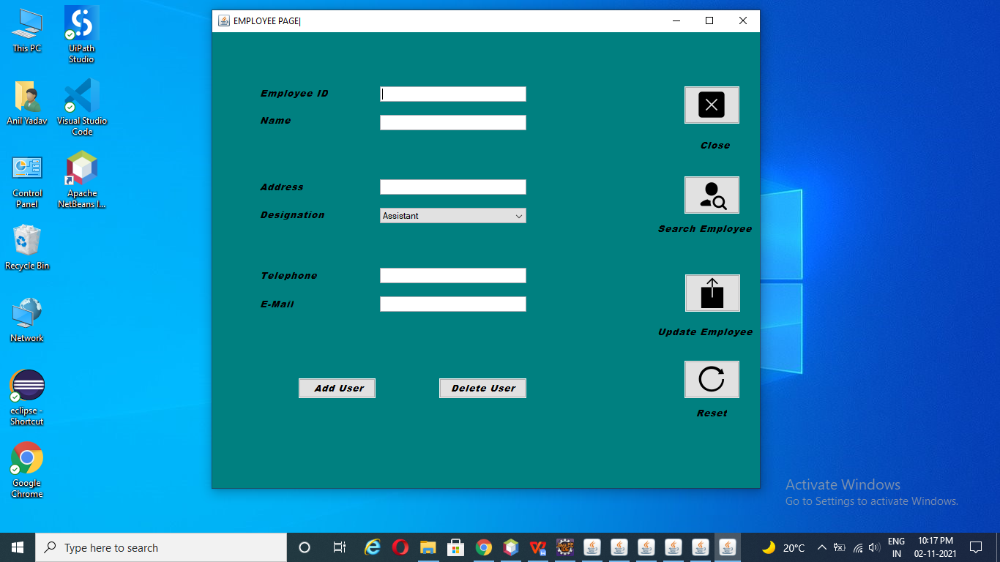 This PC
UiPath
Studio
Anil Yadav
Visual Studio
Code
Control
Panel
Apache
NetBeans I...
Recycle Bin
Network
eclipse -
Shortcut
Google
Chrome
EMPLOYEE PAGE|
Employee ID
Name
Address
Designation
Assistant
Telephone
E-Mail
Add User
Delete User
Close
Search Employee
Update Employee
Reset
Activate Windows
Go to Settings to activate Windows.
Type here to search
20°C
ENG
IN
10:17 PM
02-11-2021